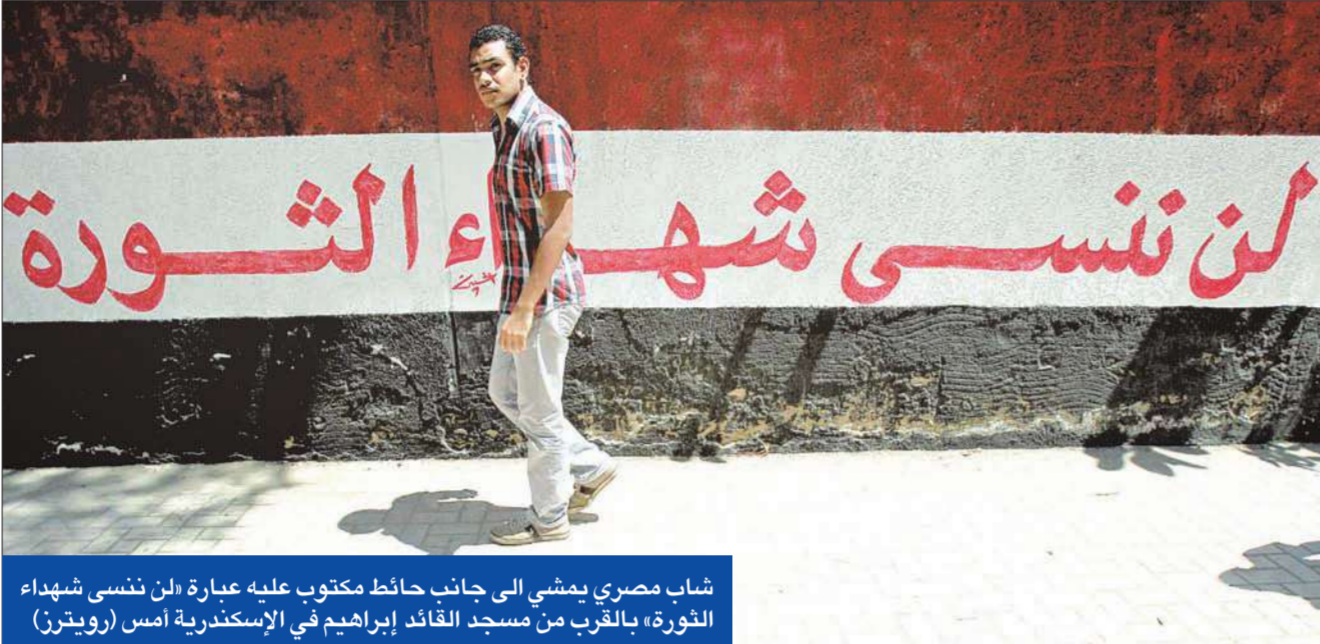 لن ننسى شهداء الثورة
شاب مصري يمشي الى جانب حائط مكتوب عليه عبارة «لن ننسى شهداء
الثورة» بالقرب من مسجد القائد إبراهيم في الإسكندرية أمس (رويترز)